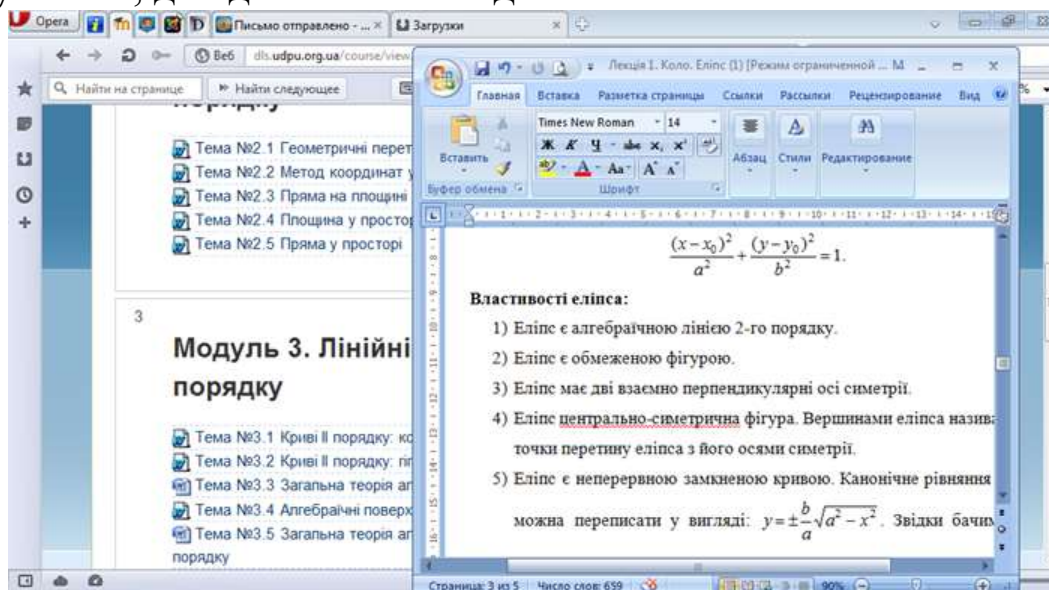 Opera
Письмо отправлено - ... ×
Загрузки ×
Веб dls.udpu.org.ua/course/view
Найти на странице
Найти следующее
порядку
Тема №2.1 Геометричні перет
Тема №2.2 Метод координат у
Тема №2.3 Пряма на площині
Тема №2.4 Площина у простор
Тема №2.5 Пряма у просторі
3
Модуль 3. Лінійні
порядку
Тема №3.1 Криві ІІ порядку: ко
Тема №3.2 Криві ІІ порядку: гіп
Тема №3.3 Загальна теорія ал
Тема №3.4 Алгебраїчні поверх
Тема №3.5 Загальна теорія ал
порядку
Лекція 1. Коло. Еліпс (1) [Режим ограниченной ... M
Главная Вставка Разметка страницы Ссылки Рассылки Рецензирование Вид
Times New Roman 14
Ж К Ч abc x, x²
Aa A A
Вставить
Абзац Стили Редактирование
Буфер обмена Шрифт
(x − x₀)²/a² + (y − y₀)²/b² = 1.
Властивості еліпса:
1) Еліпс є алгебраїчною лінією 2-го порядку.
2) Еліпс є обмеженою фігурою.
3) Еліпс має дві взаємно перпендикулярні осі симетрії.
4) Еліпс центрально-симетрична фігура. Вершинами еліпса назива
точки перетину еліпса з його осями симетрії.
5) Еліпс є неперервною замкненою кривою. Канонічне рівняння
можна переписати у вигляді: y = ± b/a √(a² − x²). Звідки бачим
Страница: 3 из 5 Число слов: 659 90%